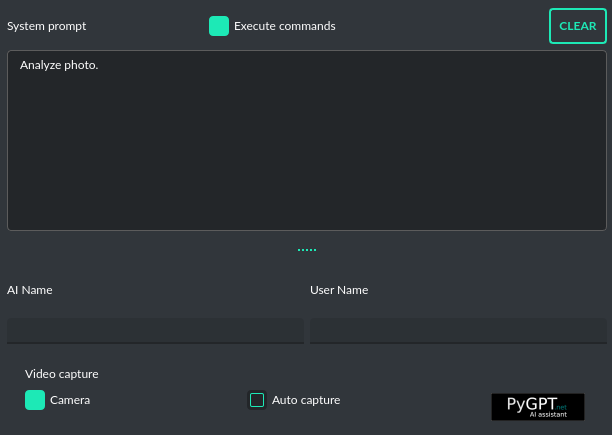 System prompt Execute commands CLEAR
Analyze photo.
AI Name User Name
Video capture
Camera Auto capture
PyGPT.net
AI assistant